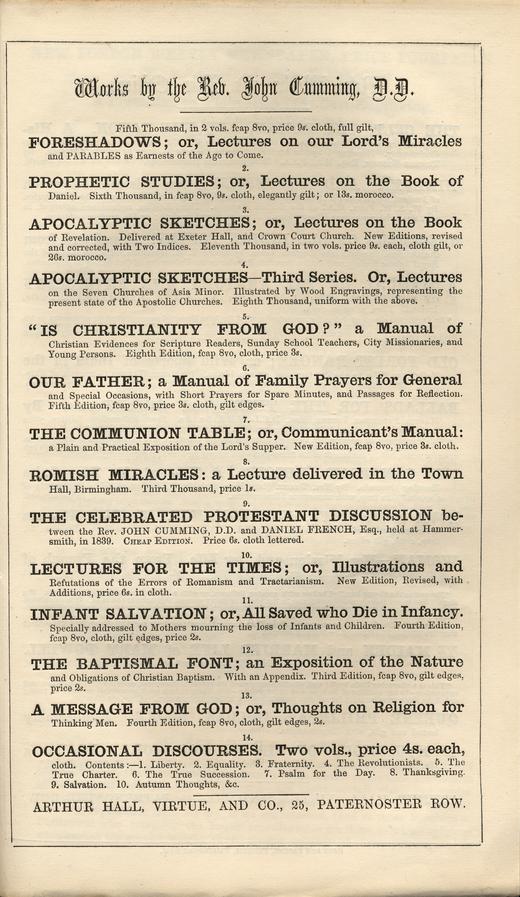 Works by the Rev. John Cumming, D.D.
Fifth Thousand, in 2 vols. fcap 8vo, price 9s. cloth, full gilt,
FORESHADOWS; or, Lectures on our Lord's Miracles
and PARABLES as Earnests of the Age to Come.
2.
PROPHETIC STUDIES; or, Lectures on the Book of
Daniel. Sixth Thousand, in fcap 8vo, 9s. cloth, elegantly gilt; or 13s. morocco.
3.
APOCALYPTIC SKETCHES; or, Lectures on the Book
of Revelation. Delivered at Exeter Hall, and Crown Court Church. New Editions, revised
and corrected, with Two Indices. Eleventh Thousand, in two vols. price 9s. each, cloth gilt, or
26s. morocco.
4.
APOCALYPTIC SKETCHES—Third Series. Or, Lectures
on the Seven Churches of Asia Minor. Illustrated by Wood Engravings, representing the
present state of the Apostolic Churches. Eighth Thousand, uniform with the above.
5.
"IS CHRISTIANITY FROM GOD?" a Manual of
Christian Evidences for Scripture Readers, Sunday School Teachers, City Missionaries, and
Young Persons. Eighth Edition, fcap 8vo, cloth, price 3s.
6.
OUR FATHER; a Manual of Family Prayers for General
and Special Occasions, with Short Prayers for Spare Minutes, and Passages for Reflection.
Fifth Edition, fcap 8vo, price 3s. cloth, gilt edges.
7.
THE COMMUNION TABLE; or, Communicant's Manual:
a Plain and Practical Exposition of the Lord's Supper. New Edition, fcap 8vo, price 3s. cloth.
8.
ROMISH MIRACLES: a Lecture delivered in the Town
Hall, Birmingham. Third Thousand, price 1s.
9.
THE CELEBRATED PROTESTANT DISCUSSION be-
tween the Rev. JOHN CUMMING, D.D. and DANIEL FRENCH, Esq., held at Hammer-
smith, in 1839. CHEAP EDITION. Price 6s. cloth lettered.
10.
LECTURES FOR THE TIMES; or, Illustrations and
Refutations of the Errors of Romanism and Tractarianism. New Edition, Revised, with
Additions, price 6s. in cloth.
11.
INFANT SALVATION; or, All Saved who Die in Infancy.
Specially addressed to Mothers mourning the loss of Infants and Children. Fourth Edition,
fcap 8vo, cloth, gilt edges, price 2s.
12.
THE BAPTISMAL FONT; an Exposition of the Nature
and Obligations of Christian Baptism. With an Appendix. Third Edition, fcap 8vo, gilt edges,
price 2s.
13.
A MESSAGE FROM GOD; or, Thoughts on Religion for
Thinking Men. Fourth Edition, fcap 8vo, cloth, gilt edges, 2s.
14.
OCCASIONAL DISCOURSES. Two vols., price 4s. each,
cloth. Contents:—1. Liberty. 2. Equality. 3. Fraternity. 4. The Revolutionists. 5. The
True Charter. 6. The True Succession. 7. Psalm for the Day. 8. Thanksgiving.
9. Salvation. 10. Autumn Thoughts, &c.
ARTHUR HALL, VIRTUE, AND CO., 25, PATERNOSTER ROW.